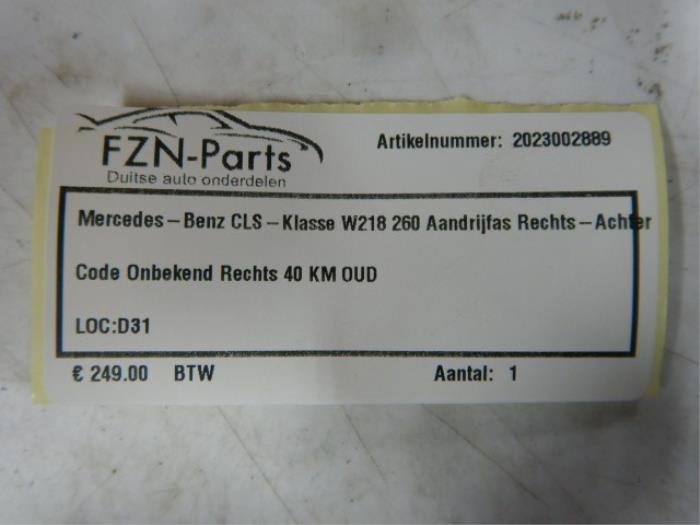 FZN-Parts
Duitse auto onderdelen
Artikelnummer: 2023002889
Mercedes-Benz CLS-Klasse W218 260 Aandrijfas Rechts-Achter
Code Onbekend Rechts 40 KM OUD
LOC:D31
€ 249.00 BTW
Aantal: 1